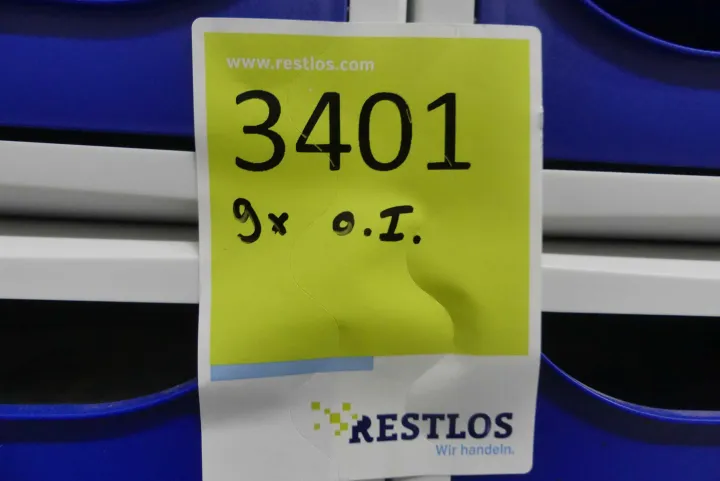 www.restlos.com
3401
9x o.I.
RESTLOS
Wir handeln.